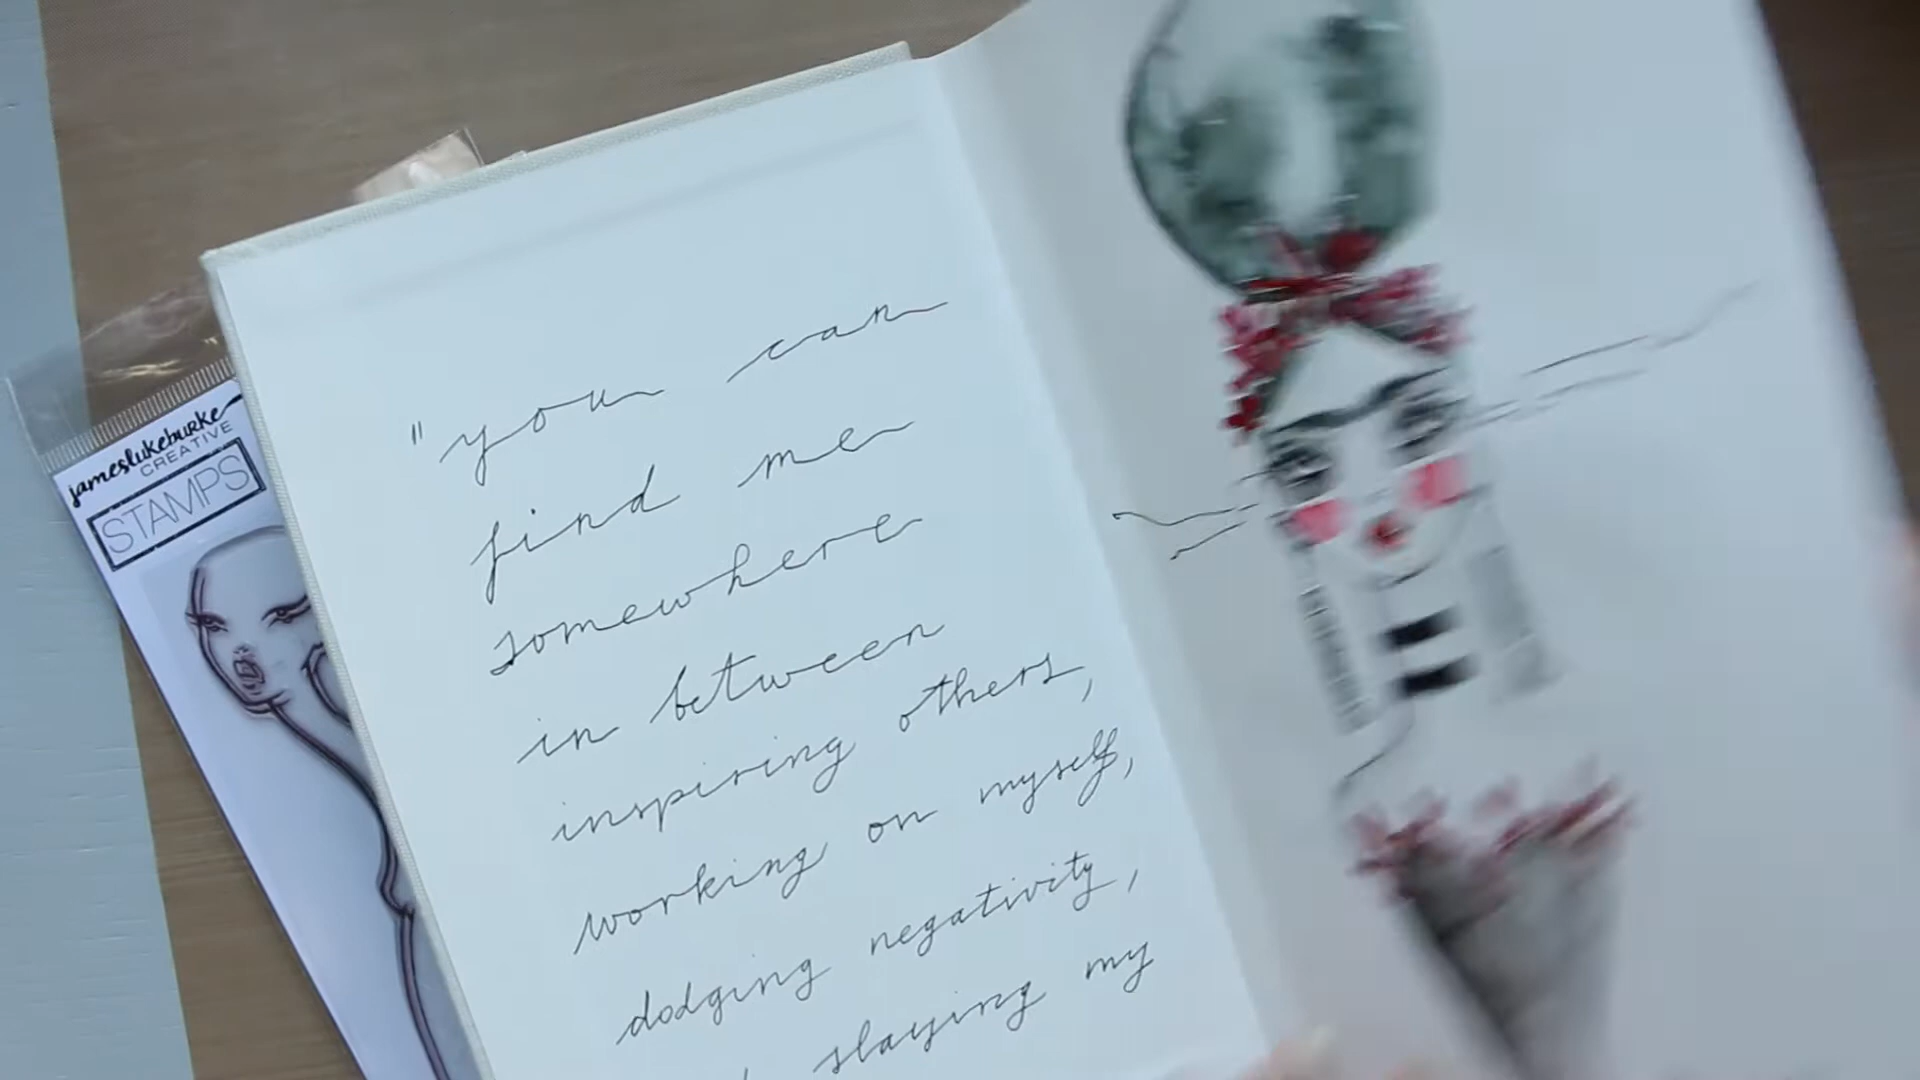 "you can
find me
somewhere
in between
inspiring others,
working on myself,
dodging negativity,
slaying my
jameslukeburke
CREATIVE
STAMPS